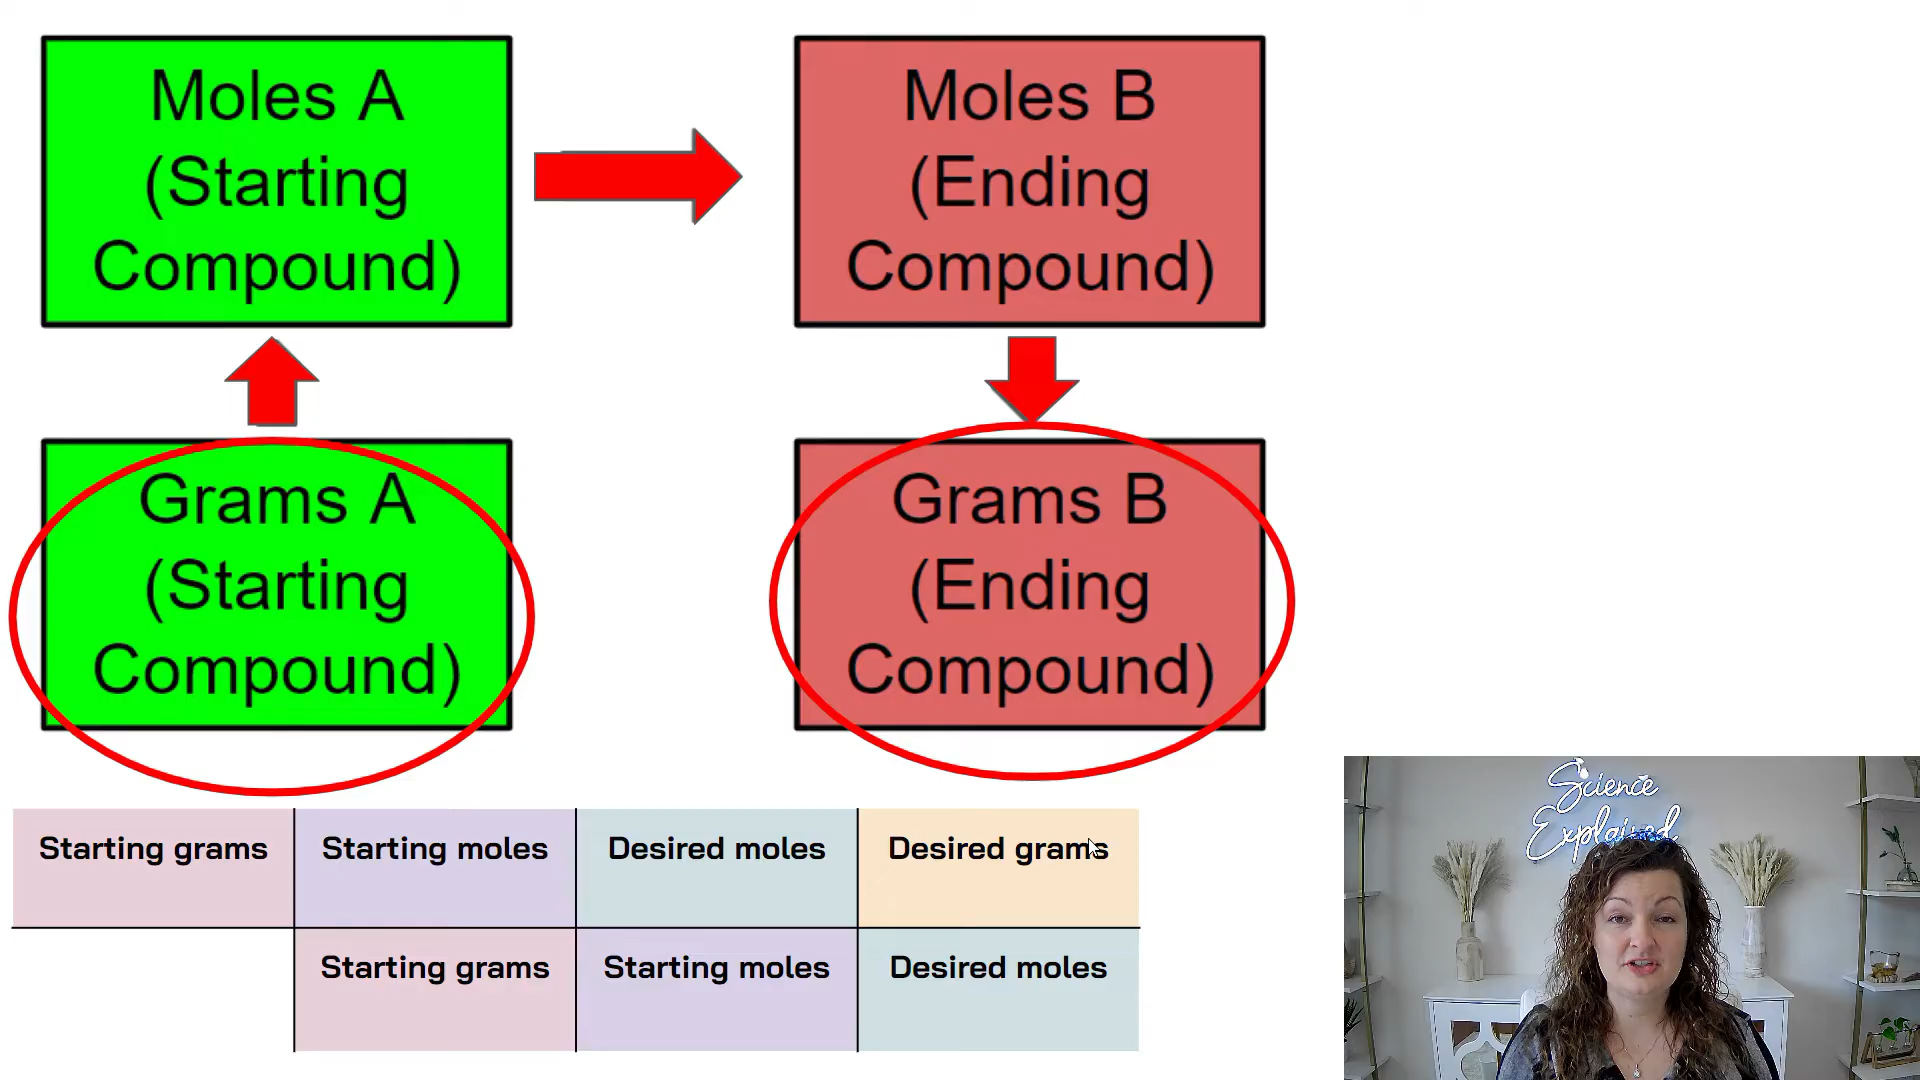 Moles A
(Starting
Compound)
Moles B
(Ending
Compound)
Grams A
(Starting
Compound)
Grams B
(Ending
Compound)
Starting grams
Starting moles
Desired moles
Desired grams
Starting grams
Starting moles
Desired moles
Science
Explained